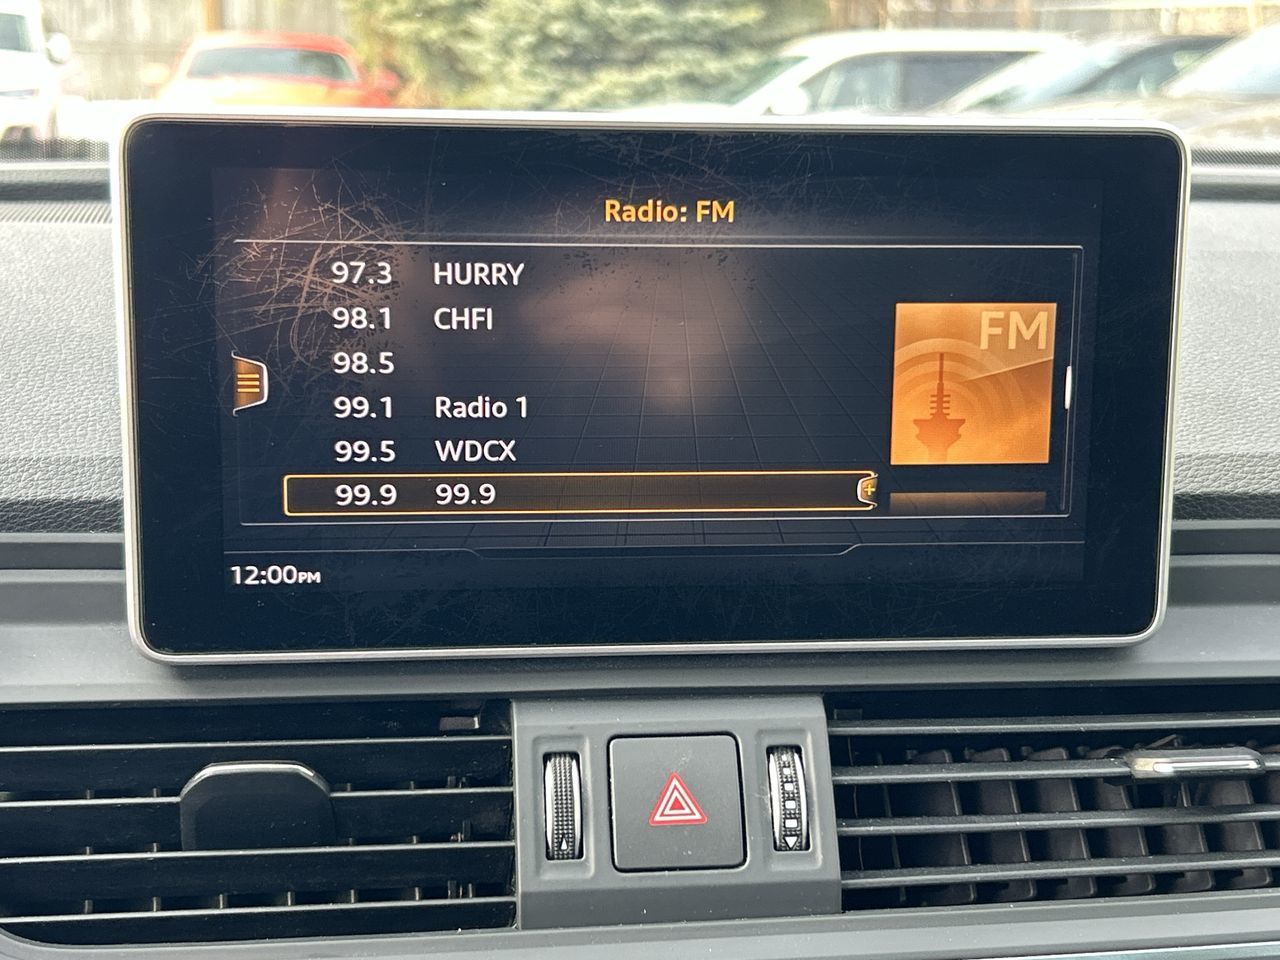 Radio: FM
97.3 HURRY
98.1 CHFI
98.5
99.1 Radio 1
99.5 WDCX
99.9 99.9
FM
12:00PM